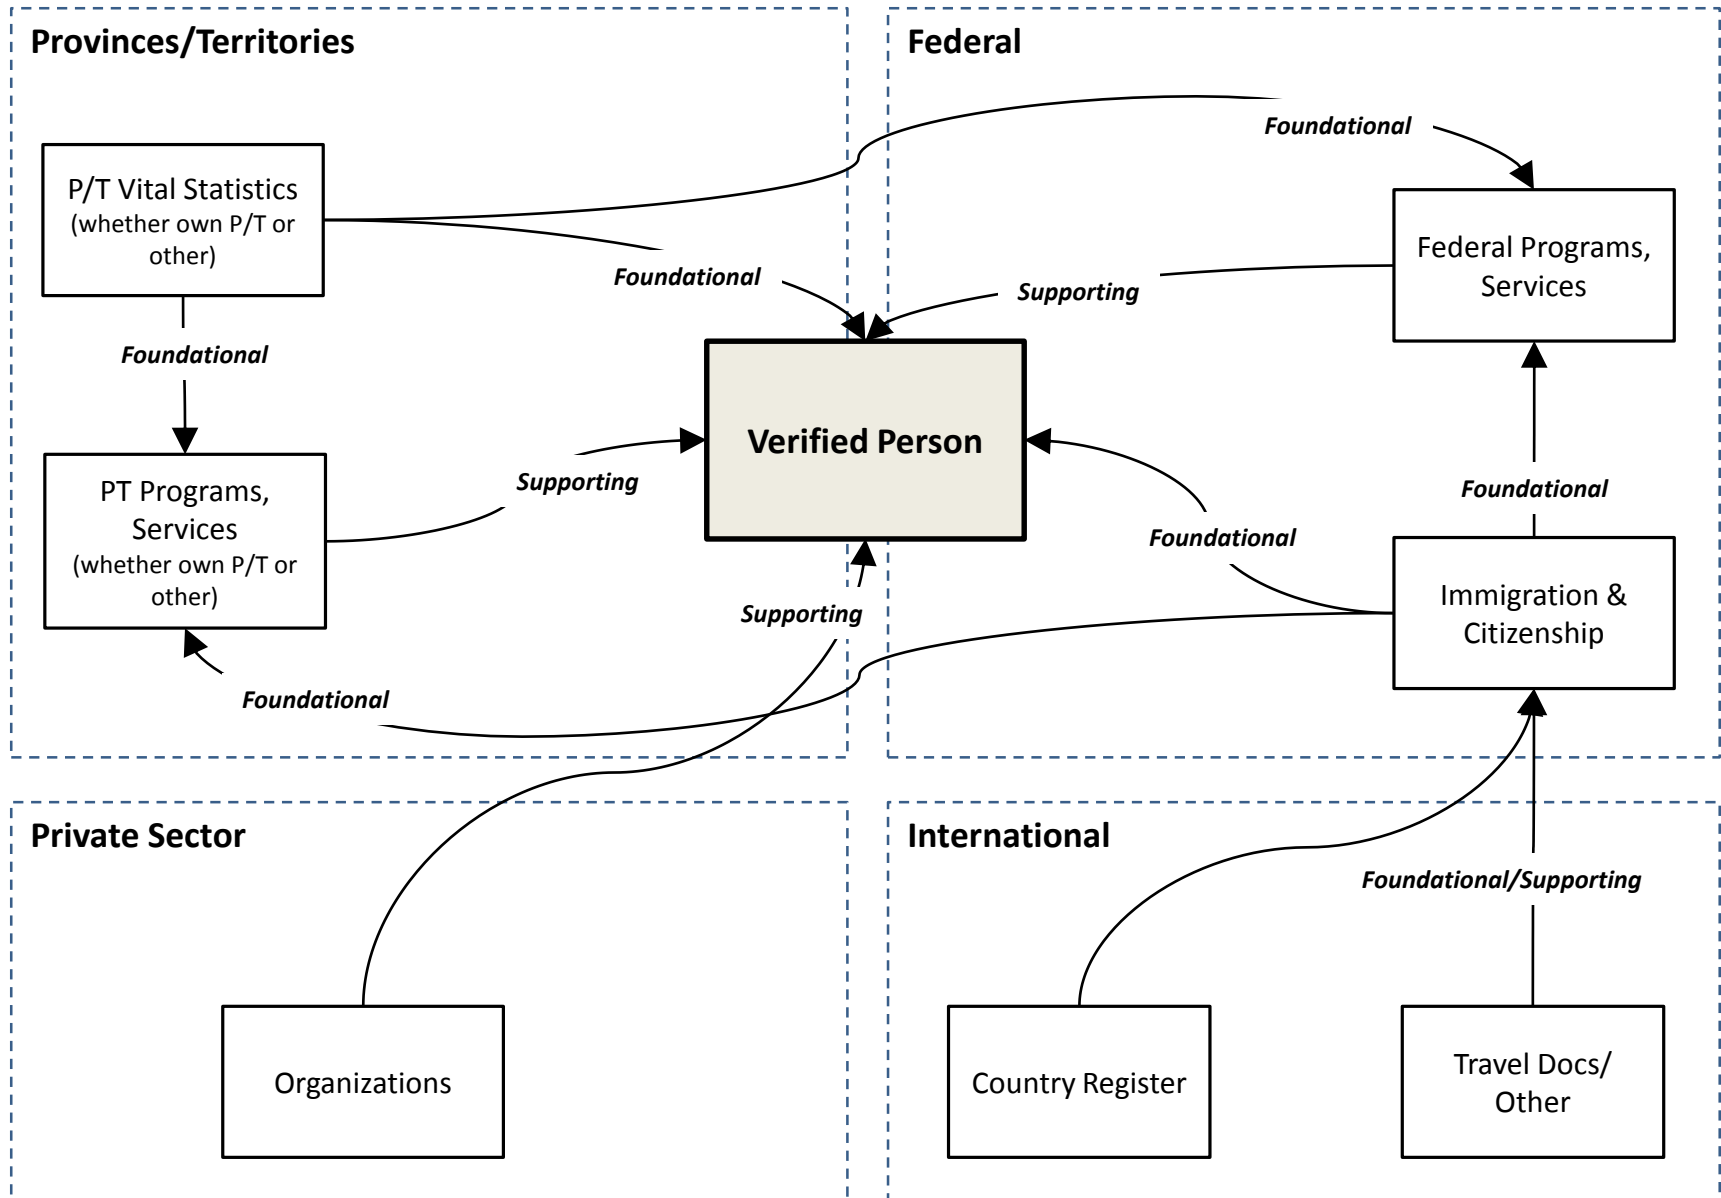 Provinces/Territories
Federal
Foundational
P/T Vital Statistics
(whether own P/T or
other)
Federal Programs,
Services
Foundational
Supporting
Foundational
Verified Person
PT Programs,
Services
(whether own P/T or
other)
Supporting
Foundational
Foundational
Immigration &
Citizenship
Supporting
Foundational
Private Sector
International
Foundational/Supporting
Organizations
Country Register
Travel Docs/
Other